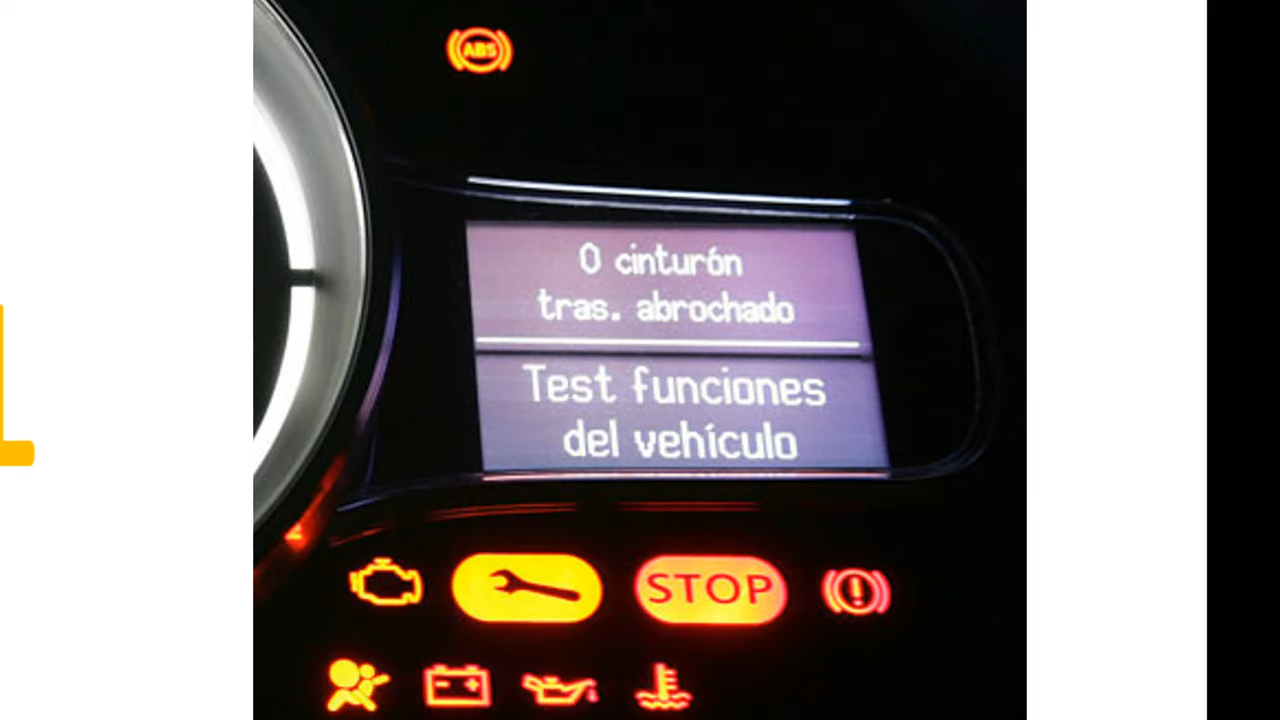 ABS
0 cinturón
tras. abrochado
Test funciones
del vehículo
STOP